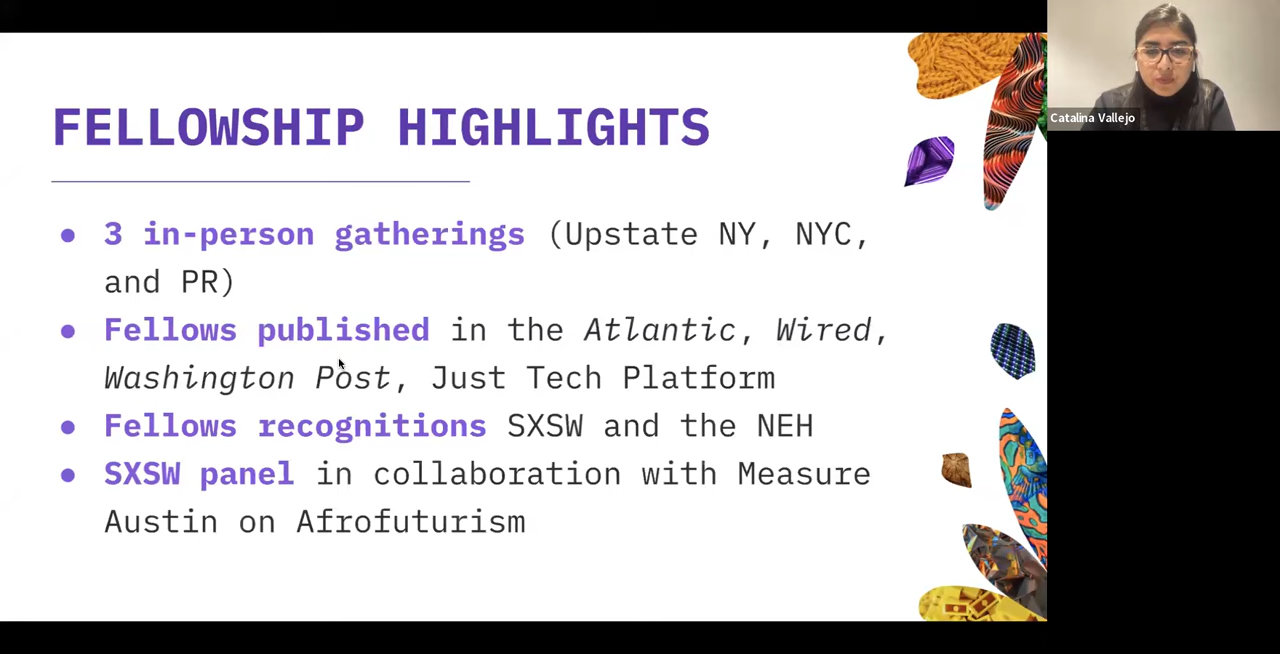 FELLOWSHIP HIGHLIGHTS
● 3 in-person gatherings (Upstate NY, NYC,
and PR)
● Fellows published in the Atlantic, Wired,
Washington Post, Just Tech Platform
● Fellows recognitions SXSW and the NEH
● SXSW panel in collaboration with Measure
Austin on Afrofuturism
Catalina Vallejo